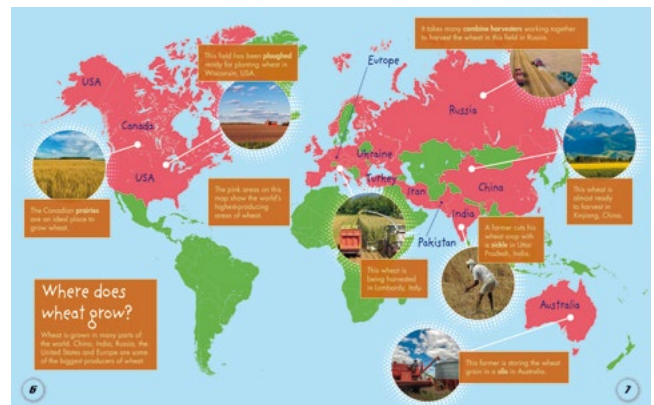 It takes many combine harvesters working together
to harvest the wheat in this field in Russia.
This field has been ploughed
ready for planting wheat in
Wisconsin, USA.
Europe
USA
Canada
USA
Russia
Ukraine
Turkey
Iran
China
India
Pakistan
The Canadian prairies
are an ideal place to
grow wheat.
The pink areas on this
map show the world's
highest-producing
areas of wheat.
This wheat is
almost ready
to harvest in
Xinjiang, China.
A farmer cuts his
wheat crop with
a sickle in Uttar
Pradesh, India.
This wheat is
being harvested
in Lombardy, Italy.
Where does
wheat grow?
Wheat is grown in many parts of
the world. China, India, Russia, the
United States and Europe are some
of the biggest producers of wheat.
Australia
This farmer is storing the wheat
grain in a silo in Australia.
6
7